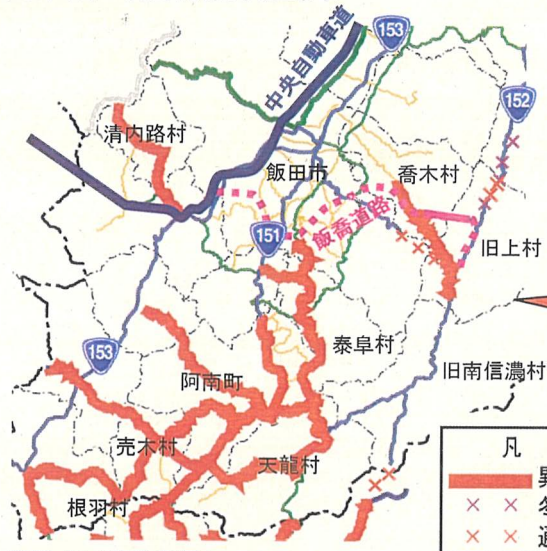 153
中央自動車道
152
清内路村
飯田市
喬木村
飯喬道路
151
旧上村
153
泰阜村
阿南町
旧南信濃村
売木村
天龍村
根羽村
凡